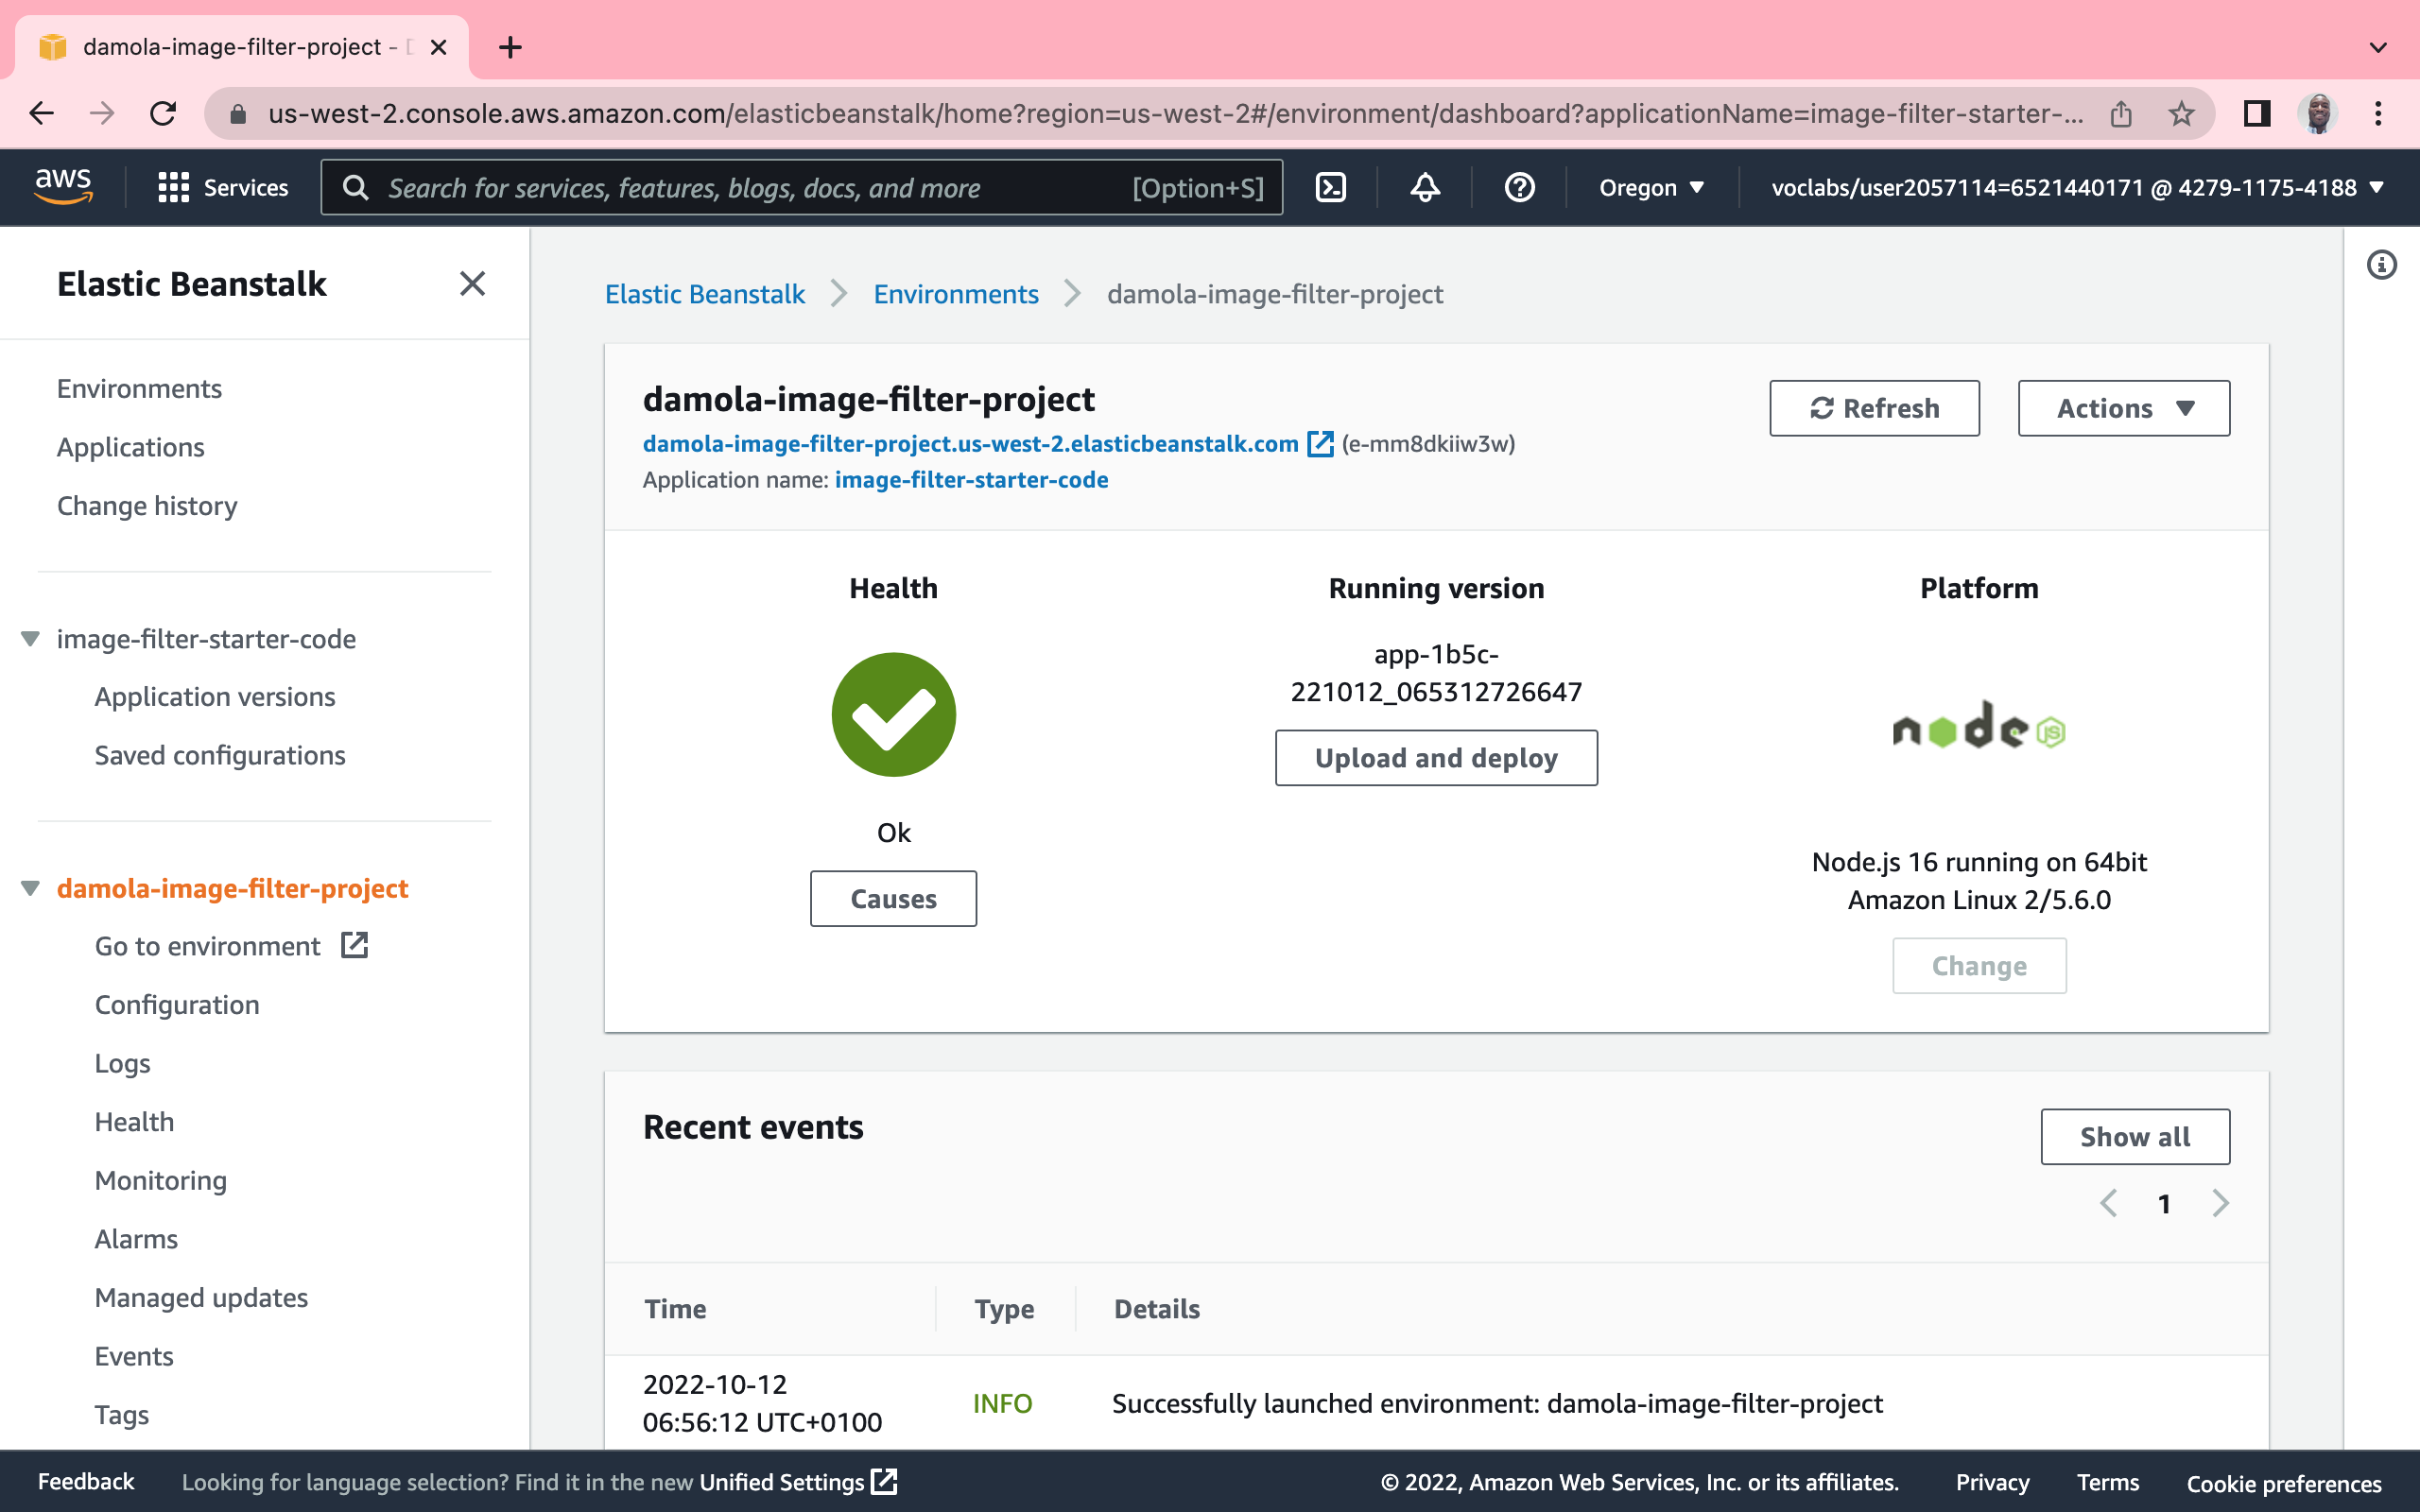 damola-image-filter-project -
us-west-2.console.aws.amazon.com/elasticbeanstalk/home?region=us-west-2#/environment/dashboard?applicationName=image-filter-starter-...
aws
Services
Search for services, features, blogs, docs, and more
[Option+S]
Oregon
voclabs/user2057114=6521440171 @ 4279-1175-4188
Elastic Beanstalk
Environments
Applications
Change history
image-filter-starter-code
Application versions
Saved configurations
damola-image-filter-project
Go to environment
Configuration
Logs
Health
Monitoring
Alarms
Managed updates
Events
Tags
Elastic Beanstalk
Environments
damola-image-filter-project
damola-image-filter-project
damola-image-filter-project.us-west-2.elasticbeanstalk.com (e-mm8dkiiw3w)
Application name: image-filter-starter-code
Refresh
Actions
Health
Ok
Causes
Running version
app-1b5c-
221012_065312726647
Upload and deploy
Platform
node JS
Node.js 16 running on 64bit
Amazon Linux 2/5.6.0
Change
Recent events
Show all
1
Time
Type
Details
2022-10-12
06:56:12 UTC+0100
INFO
Successfully launched environment: damola-image-filter-project
Feedback
Looking for language selection? Find it in the new Unified Settings
© 2022, Amazon Web Services, Inc. or its affiliates.
Privacy
Terms
Cookie preferences